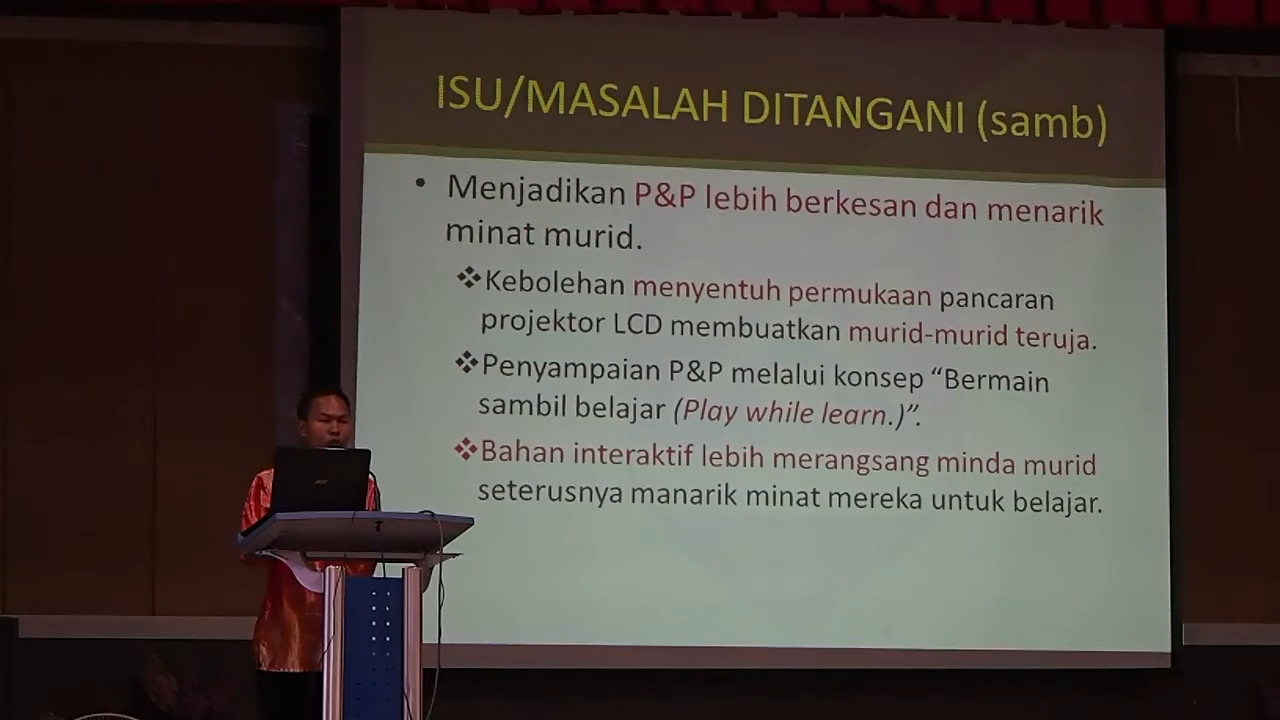 ISU/MASALAH DITANGANI (samb)
• Menjadikan P&P lebih berkesan dan menarik
minat murid.
❖Kebolehan menyentuh permukaan pancaran
projektor LCD membuatkan murid-murid teruja.
❖Penyampaian P&P melalui konsep “Bermain
sambil belajar (Play while learn.)”.
❖Bahan interaktif lebih merangsang minda murid
seterusnya manarik minat mereka untuk belajar.
acer